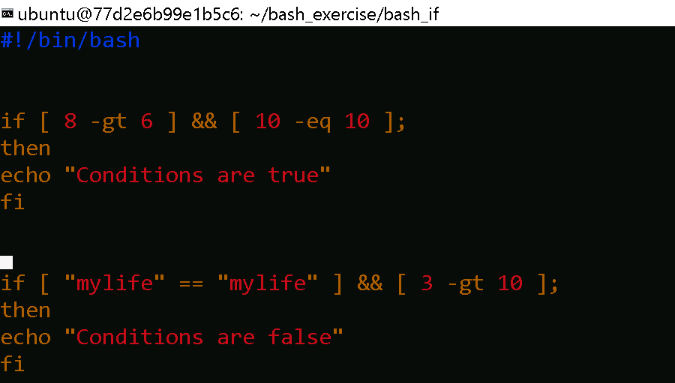 ubuntu@77d2e6b99e1b5c6: ~/bash_exercise/bash_if
#!/bin/bash
if [ 8 -gt 6 ] && [ 10 -eq 10 ];
then
echo "Conditions are true"
fi
if [ "mylife" == "mylife" ] && [ 3 -gt 10 ];
then
echo "Conditions are false"
fi